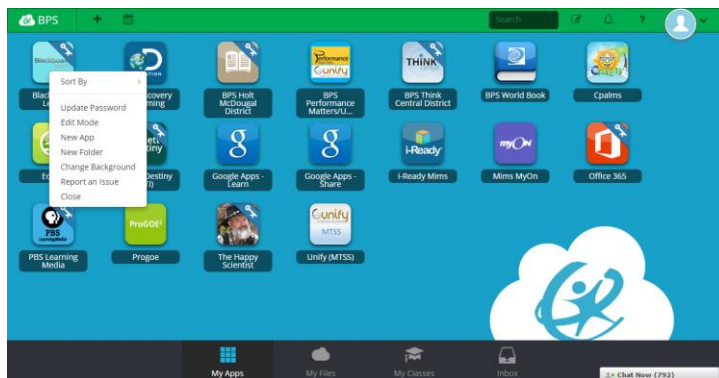 BPS
Search
?
Blackboard
Performance
Matters
unify
THINK
Cpalms
BPS Holt
McDougal
District
BPS
Performance
Matters/U...
BPS Think
Central District
BPS World Book
Cpalms
Sort By
Update Password
Edit Mode
New App
New Folder
Change Background
Report an Issue
Close
g
g
i-Ready
myOn
Google Apps -
Learn
Google Apps -
Share
I-Ready Mims
Mims MyOn
Office 365
PBS
LearningMedia
ProGOE²
unify
MTSS
PBS Learning
Media
Progoe
The Happy
Scientist
Unify (MTSS)
My Apps
My Files
My Classes
Inbox
Chat Now (792)